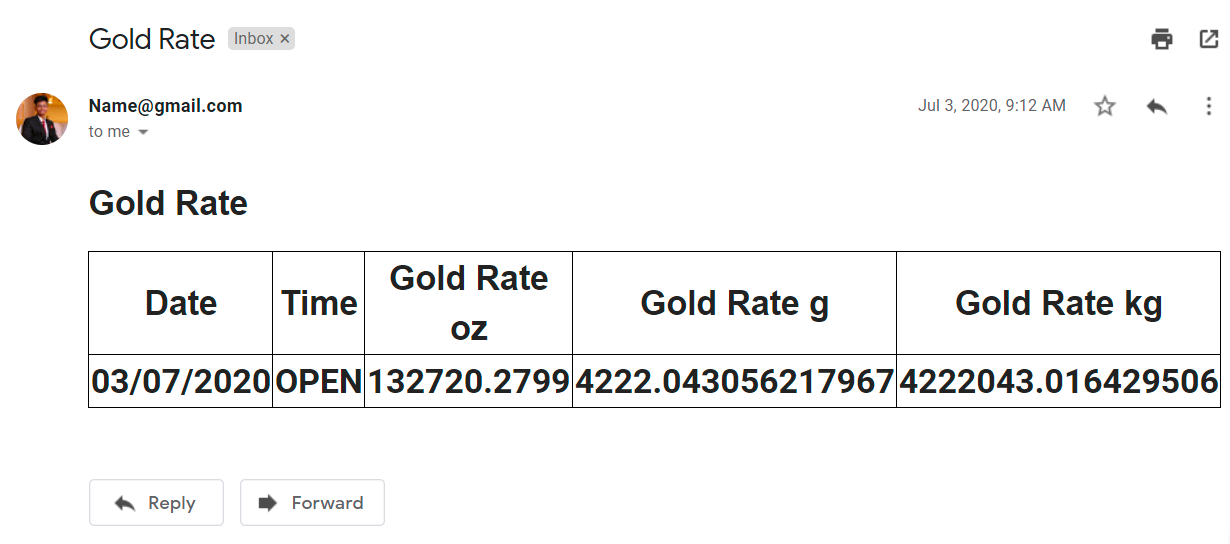 Gold Rate Inbox ×
Name@gmail.com Jul 3, 2020, 9:12 AM
to me
Gold Rate
Date Time Gold Rate oz Gold Rate g Gold Rate kg
03/07/2020 OPEN 132720.2799 4222.043056217967 4222043.016429506
Reply Forward